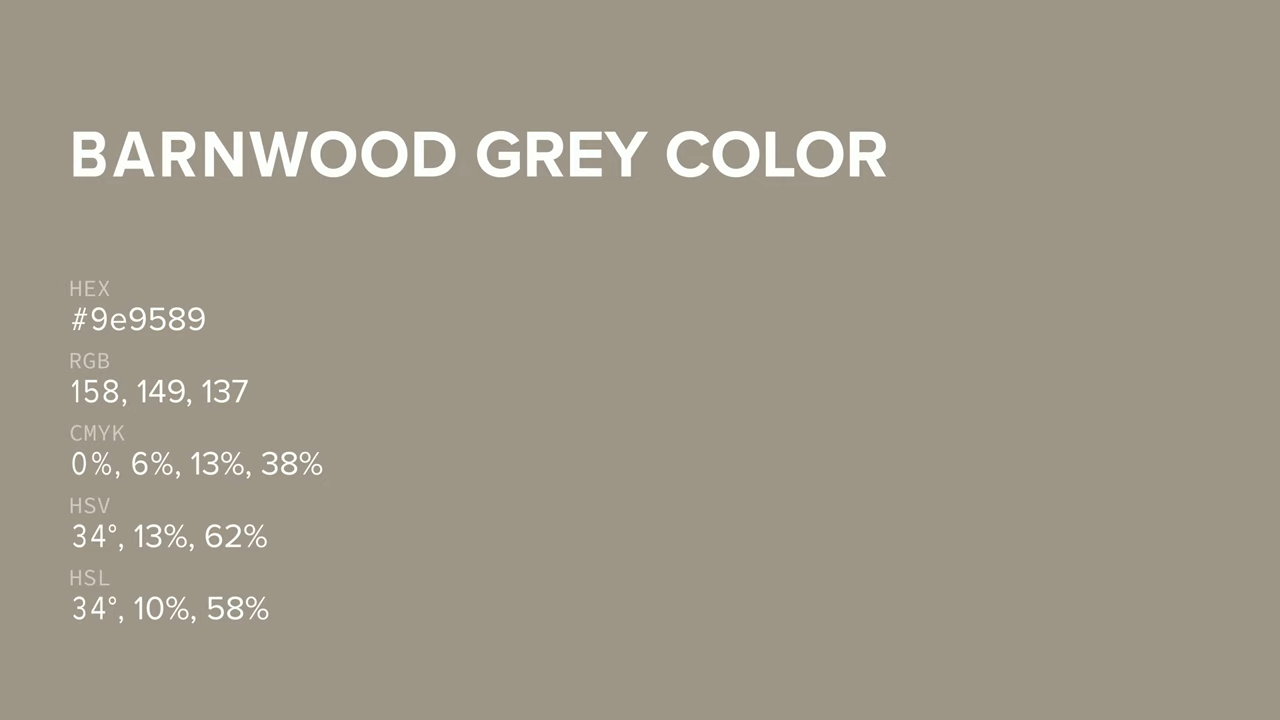 BARNWOOD GREY COLOR
HEX
#9e9589
RGB
158, 149, 137
CMYK
0%, 6%, 13%, 38%
HSV
34°, 13%, 62%
HSL
34°, 10%, 58%